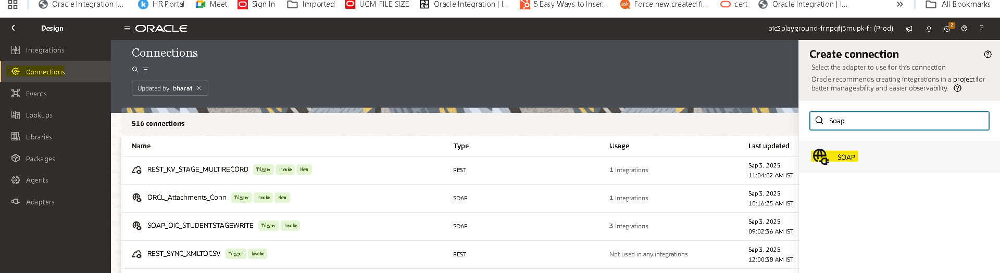 Oracle Integration |...
HR Portal
Meet
Sign In
Imported
UCM FILE SIZE
Oracle Integration | I...
5 Easy Ways to Inser...
ask
Force new created fi...
cert
Oracle Integration | I...
»
All Bookmarks
Design
ORACLE
oic3playground-frnpqfj5mupk-fr (Prod)
2
P
Integrations
Connections
Events
Lookups
Libraries
Packages
Agents
Adapters
Connections
Updated by bharat ×
516 connections
Name Type Usage Last updated
REST_KV_STAGE_MULTIRECORD Trigger Invoke New REST 1 Integrations Sep 3, 2025
11:04:02 AM IST
ORCL_Attachments_Conn Trigger Invoke New SOAP 1 Integrations Sep 3, 2025
10:16:25 AM IST
SOAP_OIC_STUDENTSTAGEWRITE Trigger Invoke SOAP 3 Integrations Sep 3, 2025
09:02:36 AM IST
REST_SYNC_XMLTOCSV Trigger Invoke REST Not used in any integrations Sep 3, 2025
12:00:38 AM IST
Create connection
Select the adapter to use for this connection
Oracle recommends creating integrations in a project for
better manageability and easier observability.
Soap
SOAP